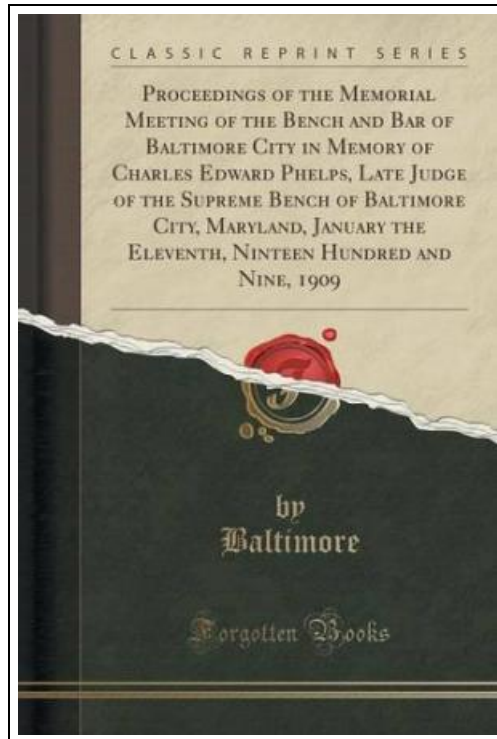 CLASSIC REPRINT SERIES
PROCEEDINGS OF THE MEMORIAL
MEETING OF THE BENCH AND BAR OF
BALTIMORE CITY IN MEMORY OF
CHARLES EDWARD PHELPS, LATE JUDGE
OF THE SUPREME BENCH OF BALTIMORE
CITY, MARYLAND, JANUARY THE
ELEVENTH, NINTEEN HUNDRED AND
NINE, 1909
by
Baltimore
Forgotten Books